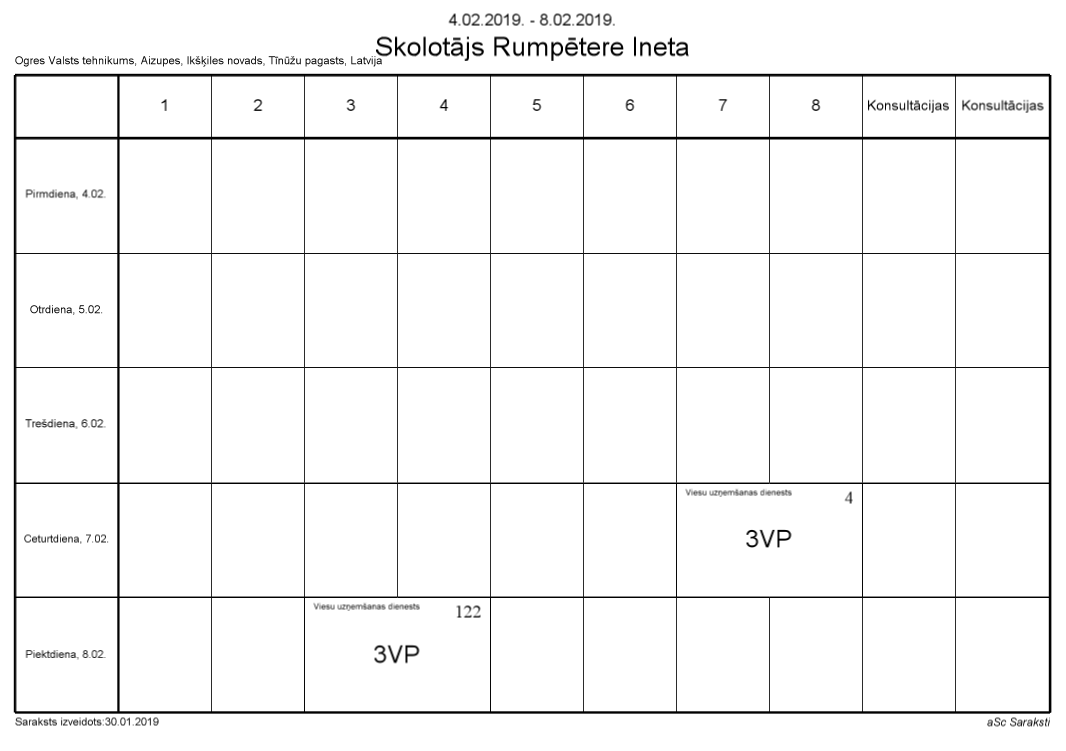 4.02.2019. - 8.02.2019.
Skolotājs Rumpētere Ineta
Ogres Valsts tehnikums, Aizupes, Ikšķiles novads, Tīnūžu pagasts, Latvija
1 2 3 4 5 6 7 8 Konsultācijas Konsultācijas
Pirmdiena, 4.02.
Otrdiena, 5.02.
Trešdiena, 6.02.
Viesu uzņemšanas dienests 4
Ceturtdiena, 7.02. 3VP
Viesu uzņemšanas dienests 122
Piektdiena, 8.02. 3VP
Saraksts izveidots:30.01.2019 aSc Saraksti